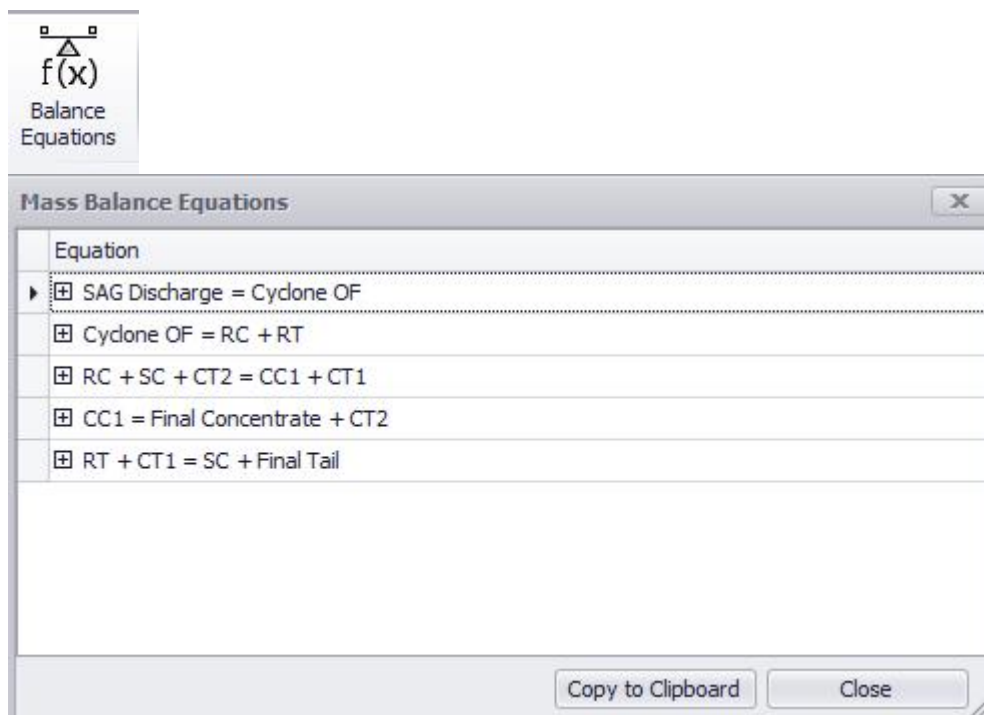 f(x)
Balance
Equations
Mass Balance Equations
Equation
SAG Discharge = Cyclone OF
Cyclone OF = RC + RT
RC + SC + CT2 = CC1 + CT1
CC1 = Final Concentrate + CT2
RT + CT1 = SC + Final Tail
Copy to Clipboard Close